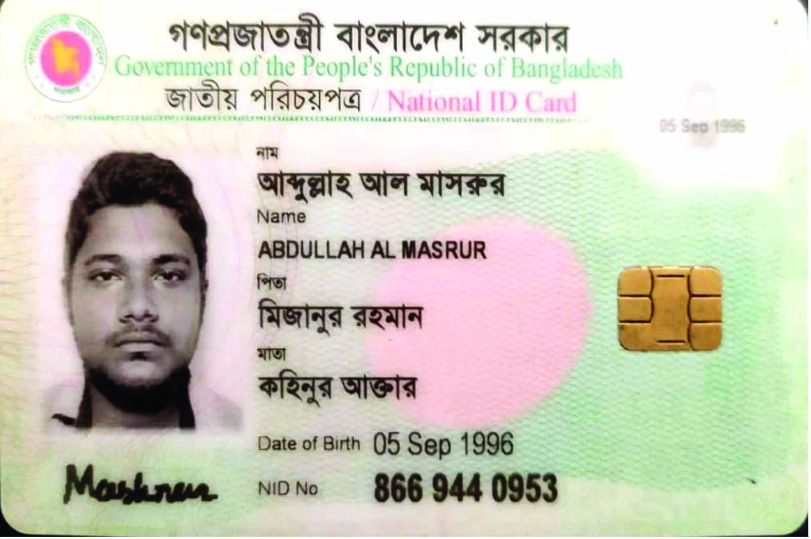 গণপ্রজাতন্ত্রী বাংলাদেশ সরকার
Government of the People's Republic of Bangladesh
জাতীয় পরিচয়পত্র / National ID Card
05 Sep 1996
নাম
আব্দুল্লাহ আল মাসরুর
Name
ABDULLAH AL MASRUR
পিতা
মিজানুর রহমান
মাতা
কহিনুর আক্তার
Date of Birth 05 Sep 1996
NID No 866 944 0953